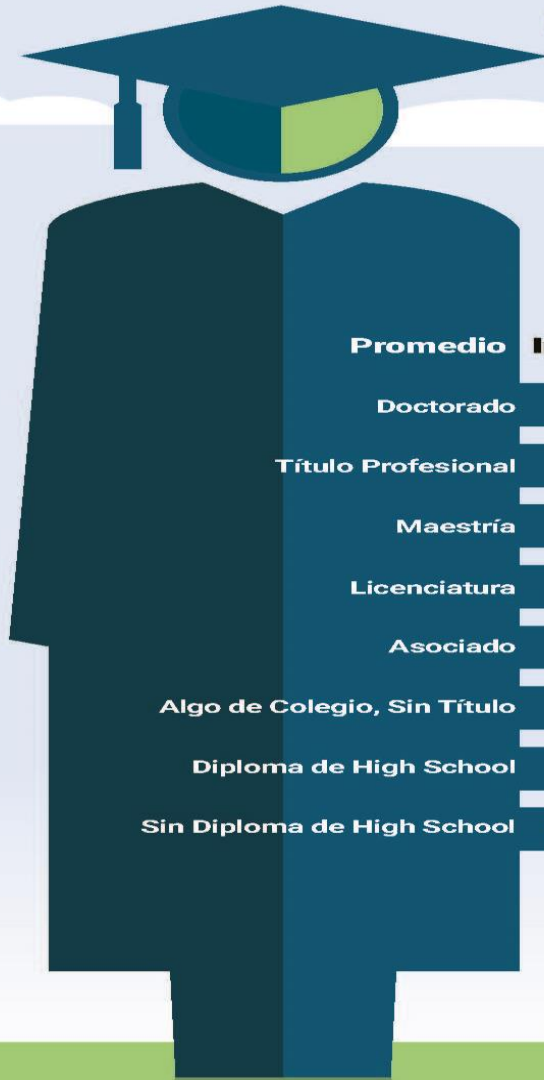 Promedio
Doctorado
Título Profesional
Maestría
Licenciatura
Asociado
Algo de Colegio, Sin Título
Diploma de High School
Sin Diploma de High School